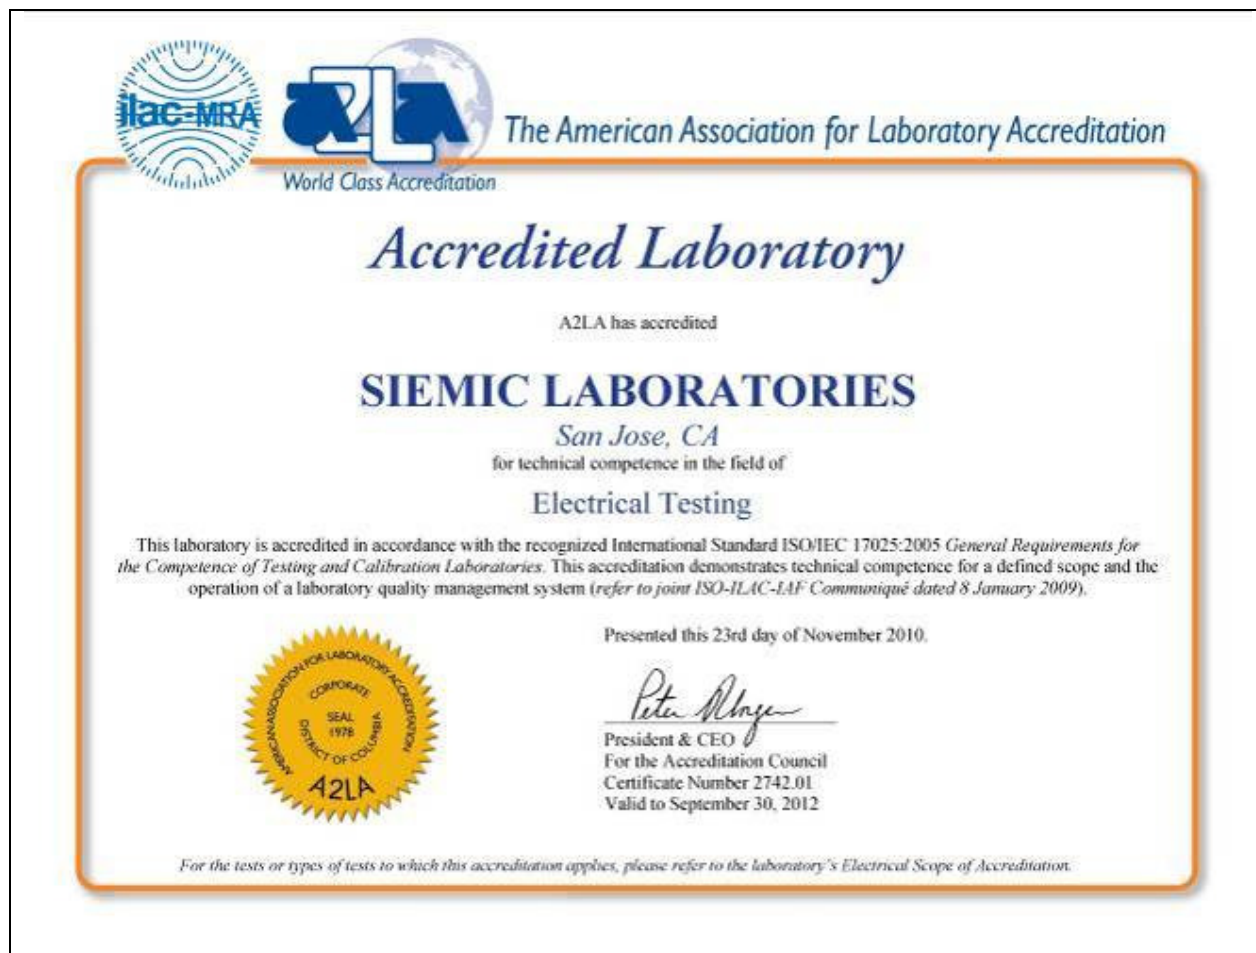 ilac-MRA
A2LA
World Class Accreditation
The American Association for Laboratory Accreditation
Accredited Laboratory
A2LA has accredited
SIEMIC LABORATORIES
San Jose, CA
for technical competence in the field of
Electrical Testing
This laboratory is accredited in accordance with the recognized International Standard ISO/IEC 17025:2005 General Requirements for
the Competence of Testing and Calibration Laboratories. This accreditation demonstrates technical competence for a defined scope and the
operation of a laboratory quality management system (refer to joint ISO-ILAC-IAF Communiqué dated 8 January 2009).
Presented this 23rd day of November 2010.
AMERICAN ASSOCIATION FOR LABORATORY ACCREDITATION
CORPORATE
SEAL
1978
DISTRICT OF COLUMBIA
A2LA
Peter
President & CEO
For the Accreditation Council
Certificate Number 2742.01
Valid to September 30, 2012
For the tests or types of tests to which this accreditation applies, please refer to the laboratory's Electrical Scope of Accreditation.